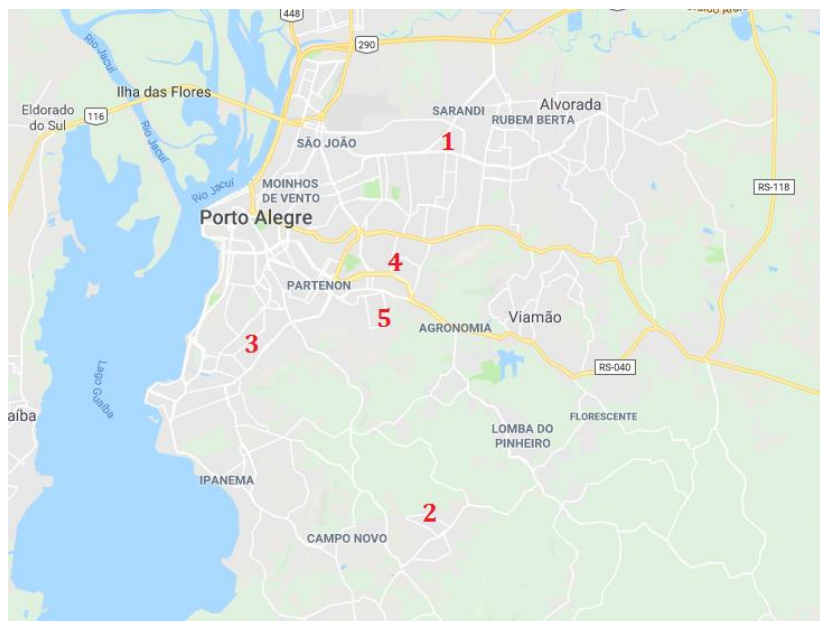 448
290
Ilha das Flores
Eldorado
do Sul
116
Rio Jacuí
Rio Jacuí
SARANDI
Alvorada
RUBEM BERTA
1
SÃO JOÃO
RS-118
MOINHOS
DE VENTO
Rio Jacuí
Porto Alegre
4
PARTENON
5
Viamão
AGRONOMIA
3
RS-040
Lago Guaíba
aíba
FLORESCENTE
LOMBA DO
PINHEIRO
IPANEMA
2
CAMPO NOVO